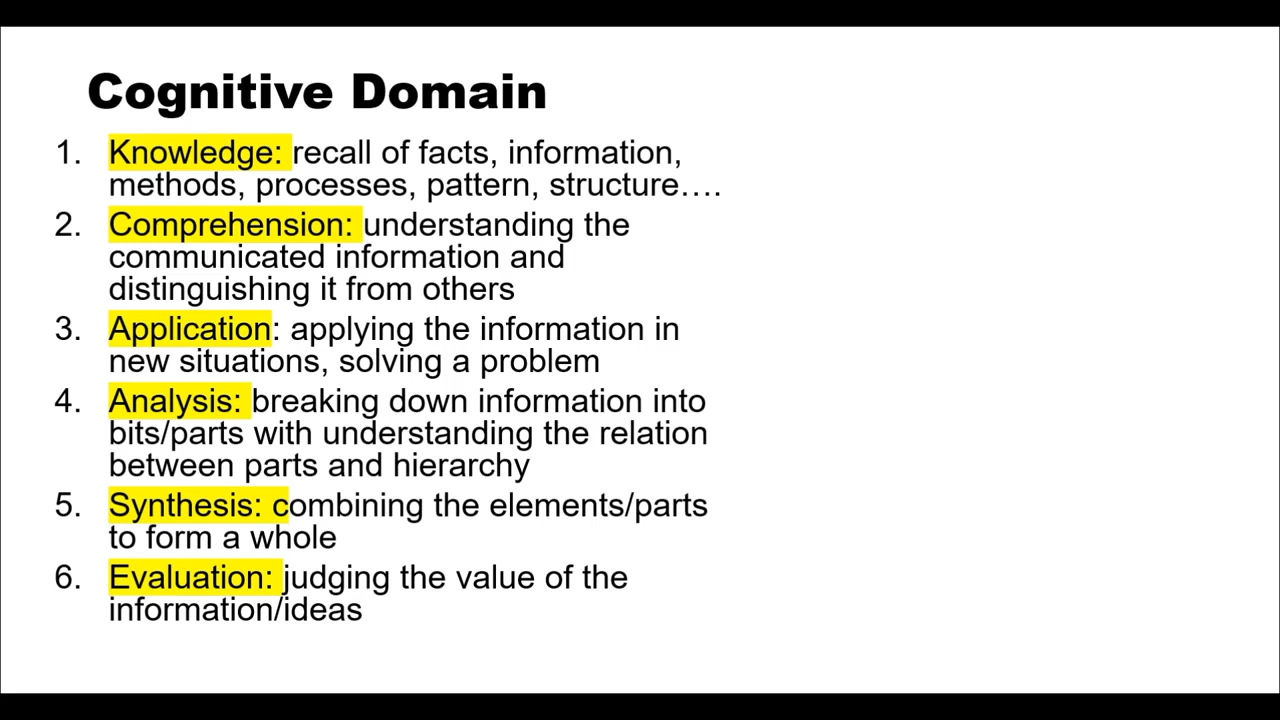 Cognitive Domain
1. Knowledge: recall of facts, information,
methods, processes, pattern, structure….
2. Comprehension: understanding the
communicated information and
distinguishing it from others
3. Application: applying the information in
new situations, solving a problem
4. Analysis: breaking down information into
bits/parts with understanding the relation
between parts and hierarchy
5. Synthesis: combining the elements/parts
to form a whole
6. Evaluation: judging the value of the
information/ideas